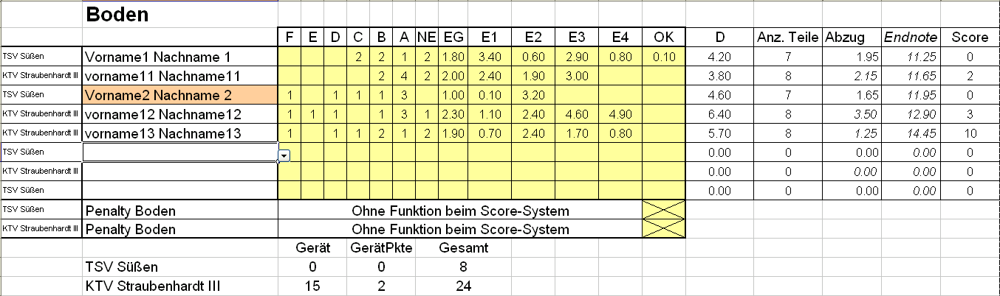 Boden
F E D C B A NE EG E1 E2 E3 E4 OK D Anz. Teile Abzug Endnote Score
TSV Süßen Vorname1 Nachname 1 2 2 1 2 1.80 3.40 0.60 2.90 0.80 0.10 4.20 7 1.95 11.25 0
KTV Straubenhardt III vorname11 Nachname11 2 4 2 2.00 2.40 1.90 3.00 3.80 8 2.15 11.65 2
TSV Süßen Vorname2 Nachname 2 1 1 1 1 3 1.00 0.10 3.20 4.60 7 1.65 11.95 0
KTV Straubenhardt III vorname12 Nachname12 1 1 1 1 3 1 2.30 1.10 2.40 4.60 4.90 6.40 8 3.50 12.90 3
KTV Straubenhardt III vorname13 Nachname13 1 1 1 2 1 2 1.90 0.70 2.40 1.70 0.80 5.70 8 1.25 14.45 10
TSV Süßen 0.00 0 0.00 0.00 0
KTV Straubenhardt III 0.00 0 0.00 0.00 0
TSV Süßen 0.00 0 0.00 0.00 0
TSV Süßen Penalty Boden Ohne Funktion beim Score-System
KTV Straubenhardt III Penalty Boden Ohne Funktion beim Score-System
Gerät GerätPkte Gesamt
TSV Süßen 0 0 8
KTV Straubenhardt III 15 2 24